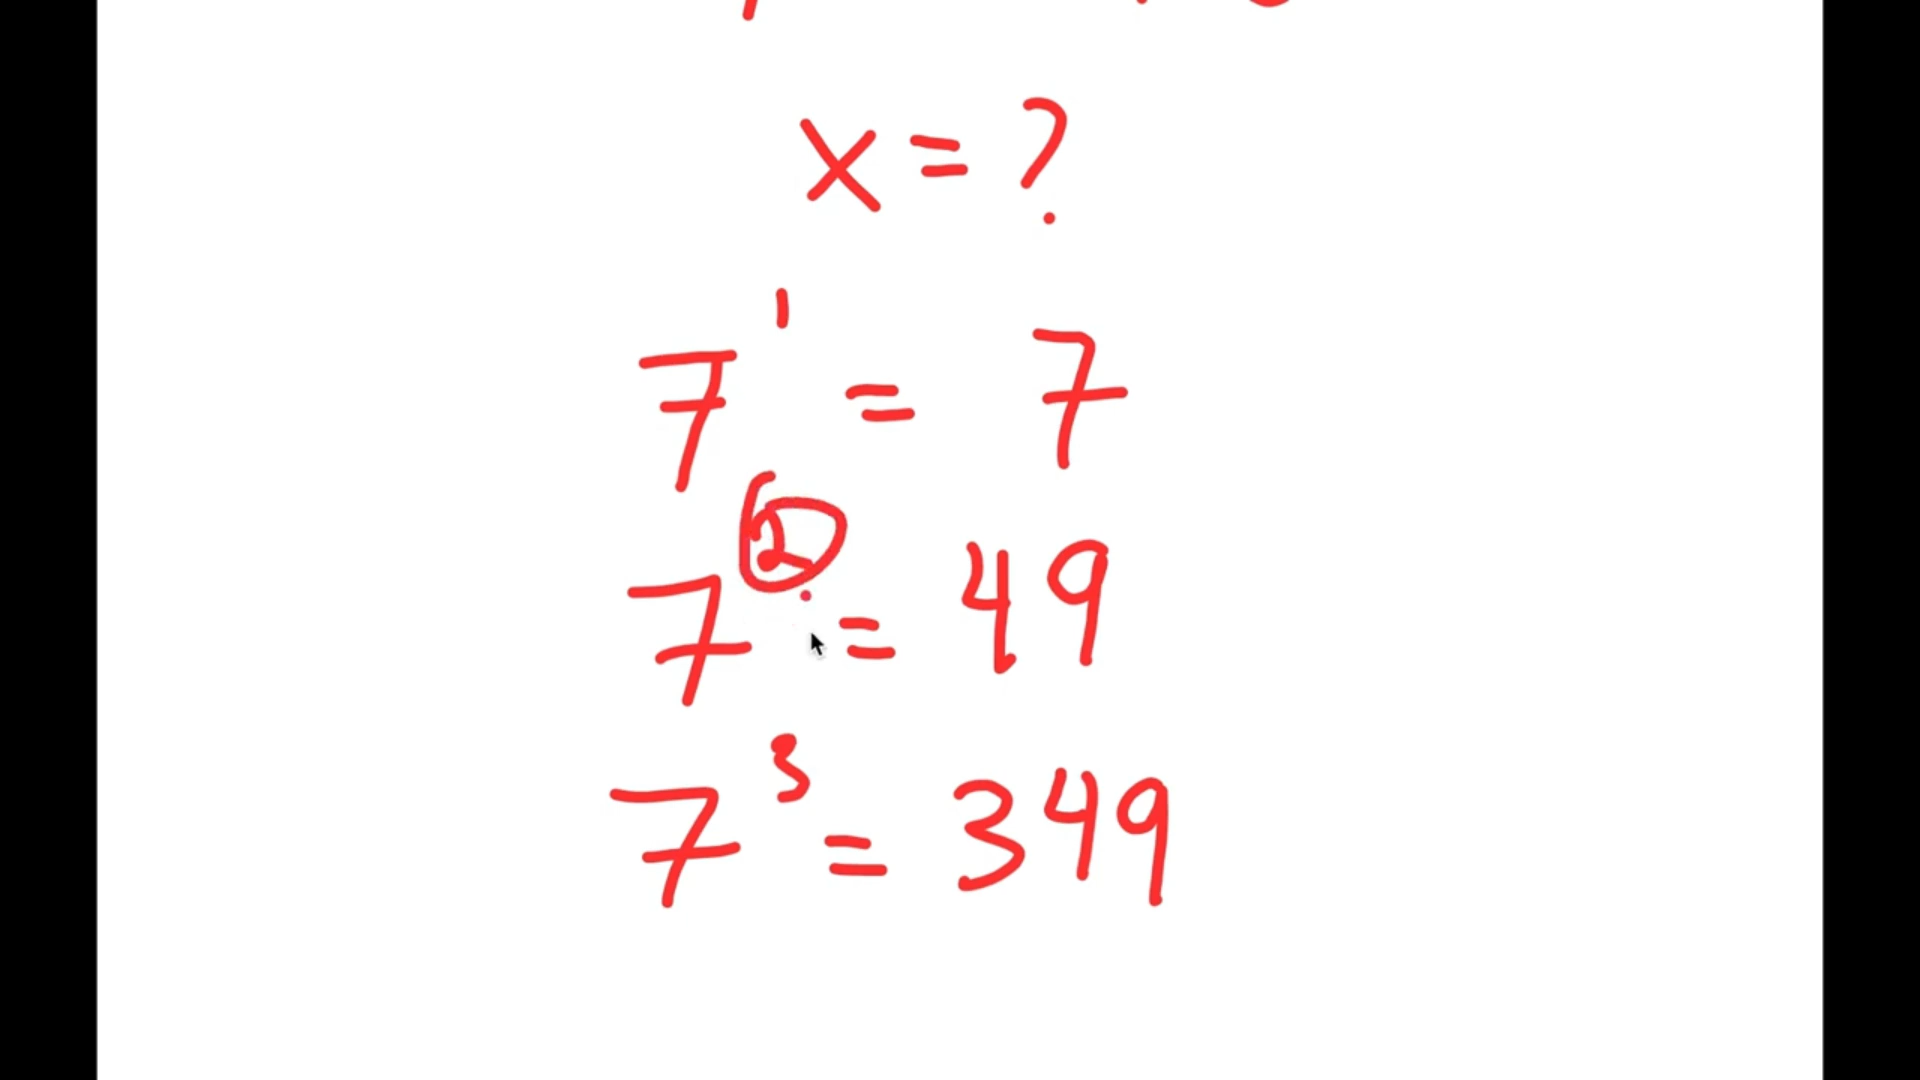 x = ?
7¹ = 7
7² = 49
7³ = 349